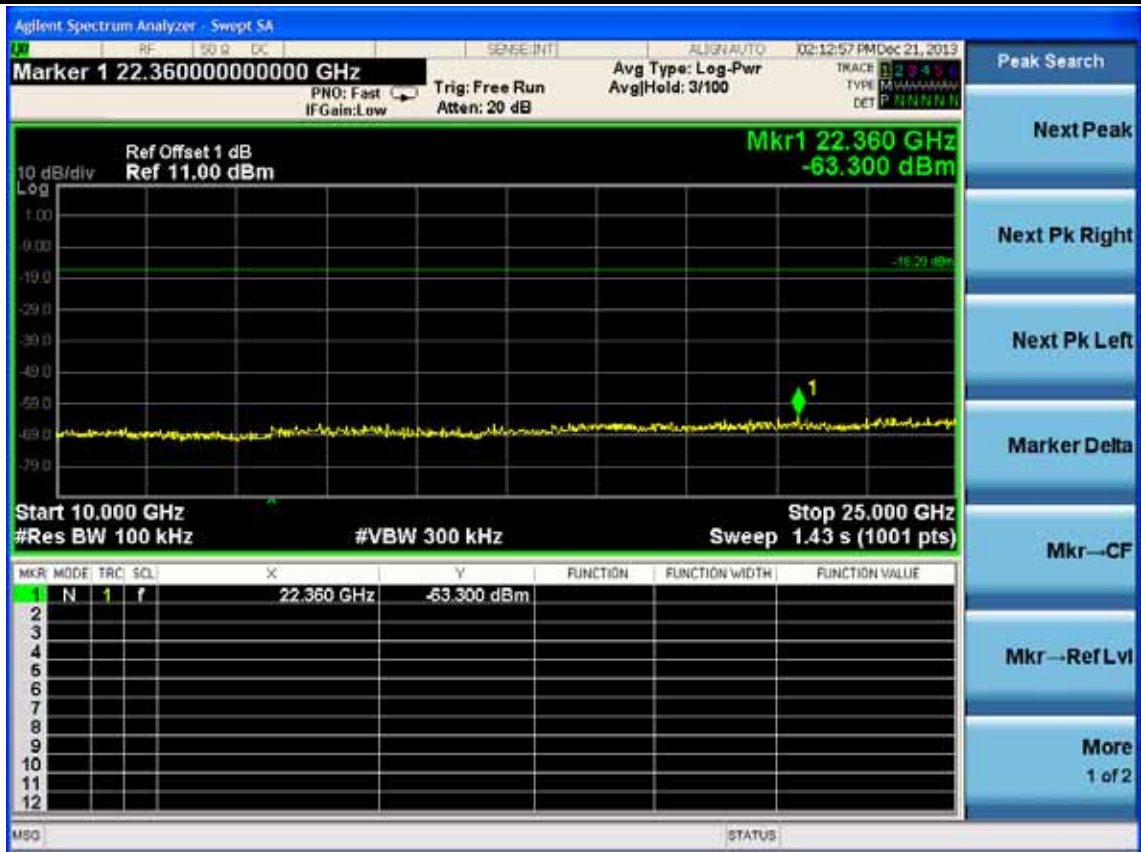 Agilent Spectrum Analyzer - Swept SA
LXI RF 50 Ω DC SENSE:INT ALIGN AUTO 02:12:57 PM Dec 21, 2013
Marker 1 22.360000000000 GHz
PNO: Fast
IFGain:Low
Trig: Free Run
Atten: 20 dB
Avg Type: Log-Pwr
Avg|Hold: 3/100
TRACE 1 2 3 4 5 6
TYPE M
DET P N N N N N
Mkr1 22.360 GHz
-63.300 dBm
Ref Offset 1 dB
10 dB/div Ref 11.00 dBm
Log
1.00
-9.00
-16.29 dBm
-19.0
-29.0
-39.0
-49.0
1
-59.0
-69.0
-79.0
Start 10.000 GHz Stop 25.000 GHz
#Res BW 100 kHz #VBW 300 kHz Sweep 1.43 s (1001 pts)
MKR MODE TRC SCL X Y FUNCTION FUNCTION WIDTH FUNCTION VALUE
1 N 1 f 22.360 GHz -63.300 dBm
2
3
4
5
6
7
8
9
10
11
12
MSG STATUS
Peak Search
Next Peak
Next Pk Right
Next Pk Left
Marker Delta
Mkr→CF
Mkr→Ref Lvl
More
1 of 2